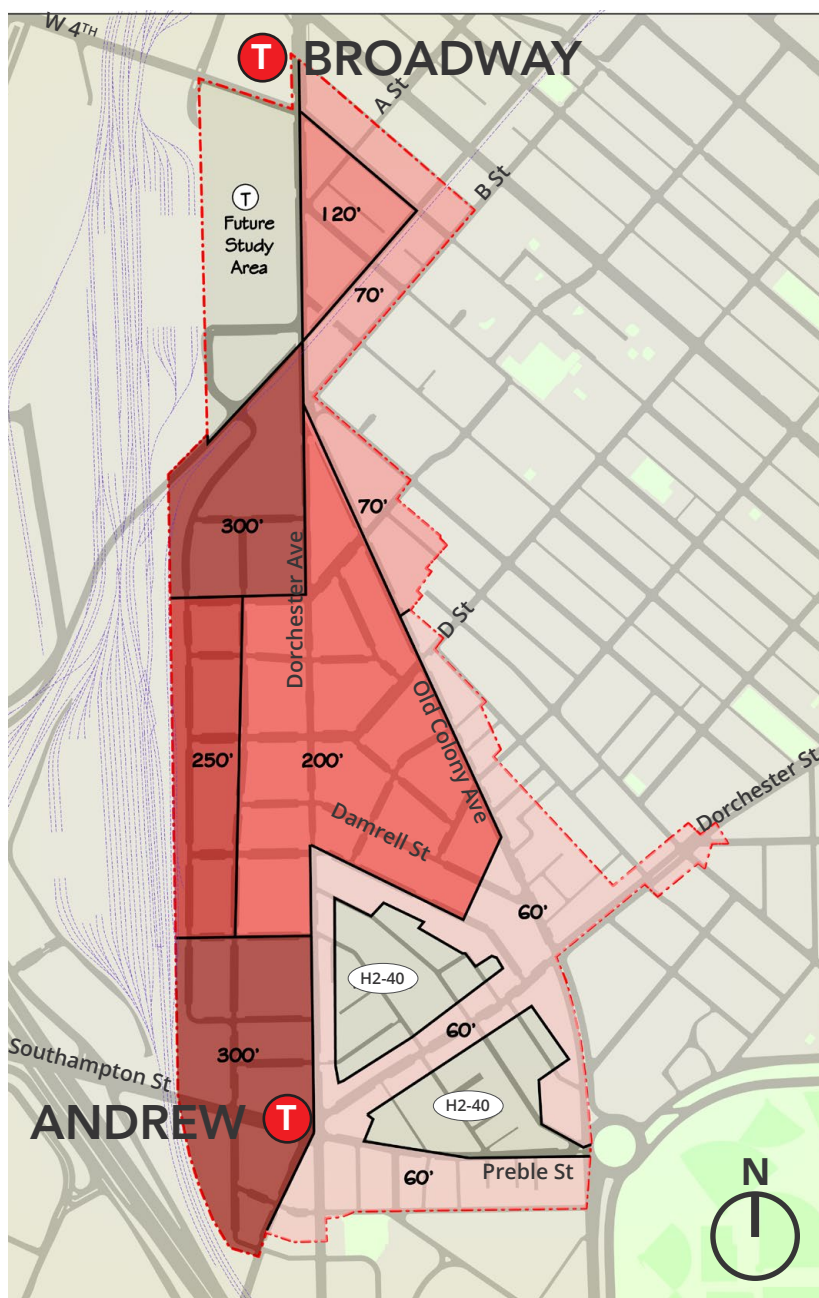 W 4TH
T BROADWAY
A St
B St
T
Future
Study
Area
120'
70'
70'
300'
Dorchester Ave
D St
Old Colony Ave
250'
200'
Damrell St
Dorchester St
60'
H2-40
60'
Southampton St
300'
H2-40
ANDREW T
Preble St
60'
N